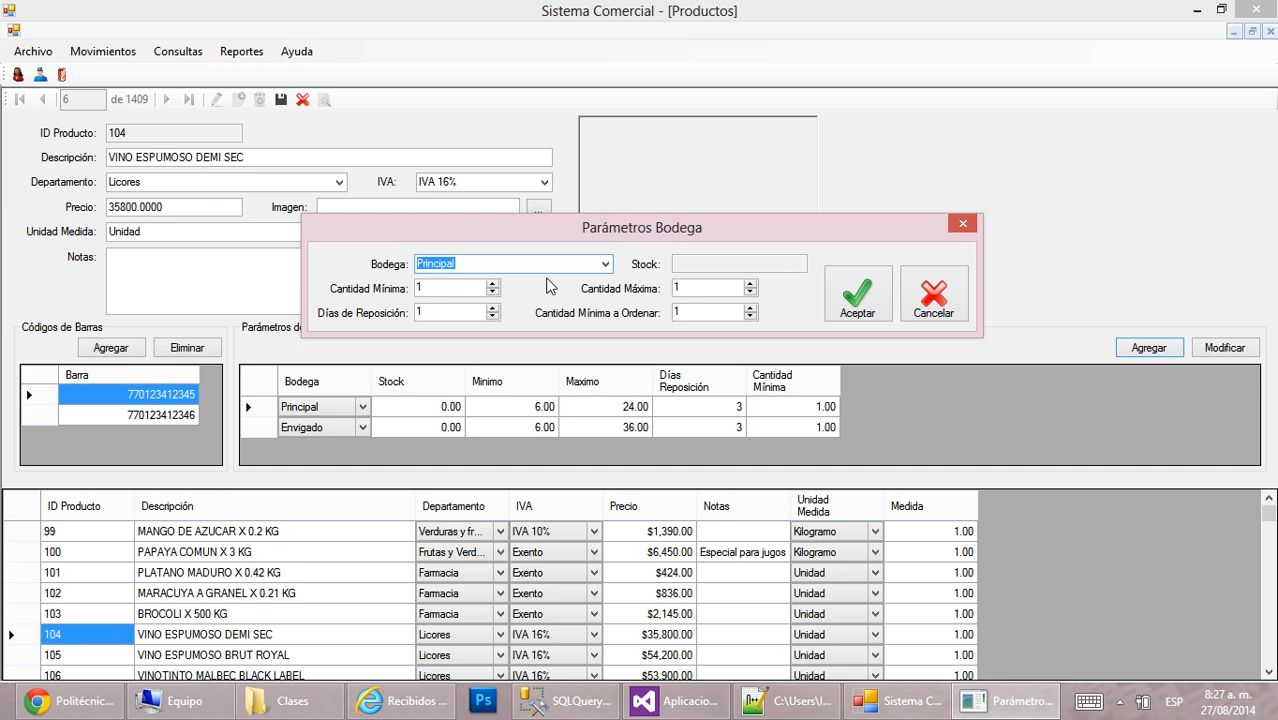 Sistema Comercial - [Productos]
Archivo Movimientos Consultas Reportes Ayuda
6 de 1409
ID Producto: 104
Descripción: VINO ESPUMOSO DEMI SEC
Departamento: Licores IVA: IVA 16%
Precio: 35800.0000 Imagen: ...
Unidad Medida: Unidad
Notas:
Parámetros Bodega
Bodega: Principal Stock:
Cantidad Mínima: 1 Cantidad Máxima: 1
Días de Reposición: 1 Cantidad Mínima a Ordenar: 1
Aceptar Cancelar
Códigos de Barras Parámetros de
Agregar Eliminar Agregar Modificar
Barra
770123412345
770123412346
Bodega Stock Minimo Maximo Días Reposición Cantidad Mínima
Principal 0.00 6.00 24.00 3 1.00
Envigado 0.00 6.00 36.00 3 1.00
ID Producto Descripción Departamento IVA Precio Notas Unidad Medida Medida
99 MANGO DE AZUCAR X 0.2 KG Verduras y fr... IVA 10% $1,390.00 Kilogramo 1.00
100 PAPAYA COMUN X 3 KG Frutas y Verd... Exento $6,450.00 Especial para jugos Kilogramo 1.00
101 PLATANO MADURO X 0.42 KG Farmacia Exento $424.00 Unidad 1.00
102 MARACUYA A GRANEL X 0.21 KG Farmacia Exento $836.00 Unidad 1.00
103 BROCOLI X 500 KG Farmacia Exento $2,145.00 Unidad 1.00
104 VINO ESPUMOSO DEMI SEC Licores IVA 16% $35,800.00 Unidad 1.00
105 VINO ESPUMOSO BRUT ROYAL Licores IVA 16% $54,200.00 Unidad 1.00
106 VINOTINTO MALBEC BLACK LABEL Licores IVA 16% $53,900.00 Unidad 1.00
Politécnic... Equipo Clases Recibidos ... Ps SQLQuery... Aplicacio... C:\Users\I... Sistema C... Parámetro... ESP
8:27 a. m.
27/08/2014